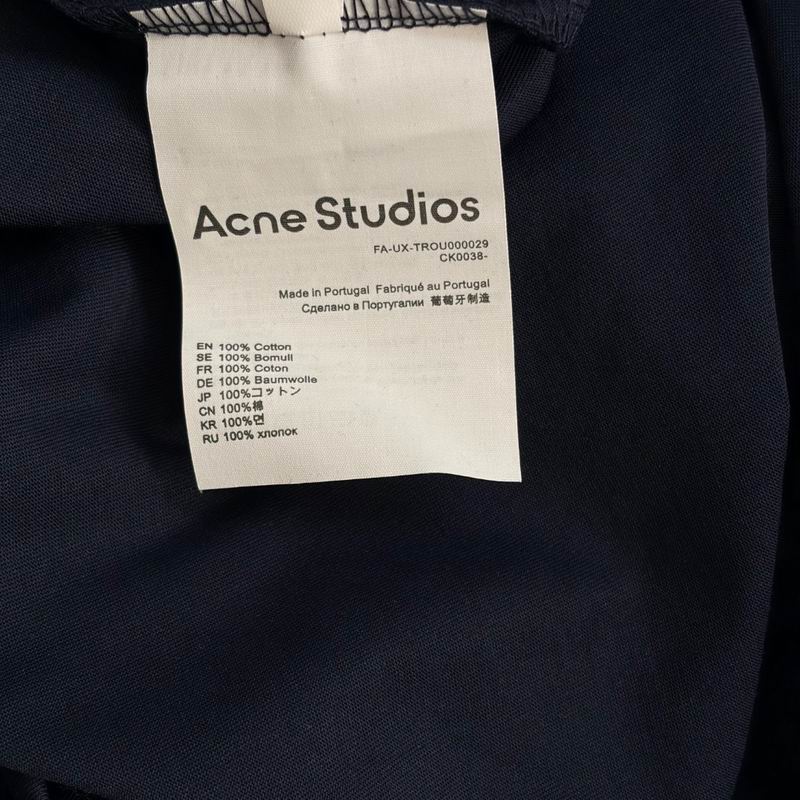 Acne Studios
FA-UX-TROU000029
CK0038-
Made in Portugal Fabriqué au Portugal
Сделано в Португалии 葡萄牙制造
EN 100% Cotton
SE 100% Bomull
FR 100% Coton
DE 100% Baumwolle
JP 100%コットン
CN 100%棉
KR 100%면
RU 100% хлопок